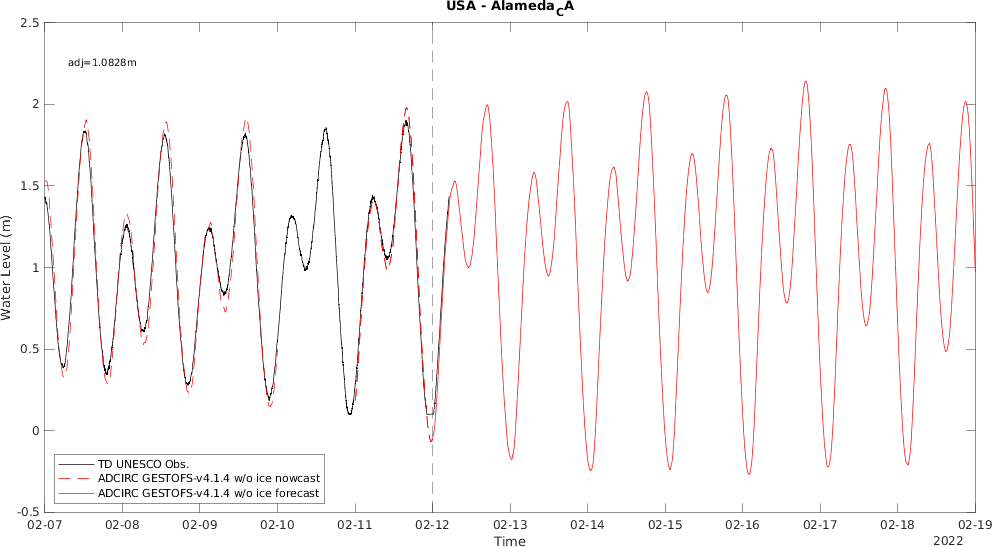 USA - Alameda_CA
adj=1.0828m
2.5
2
1.5
1
0.5
0
-0.5
Water Level (m)
TD UNESCO Obs.
ADCIRC GESTOFS-v4.1.4 w/o ice nowcast
ADCIRC GESTOFS-v4.1.4 w/o ice forecast
02-07 02-08 02-09 02-10 02-11 02-12 02-13 02-14 02-15 02-16 02-17 02-18 02-19
Time
2022